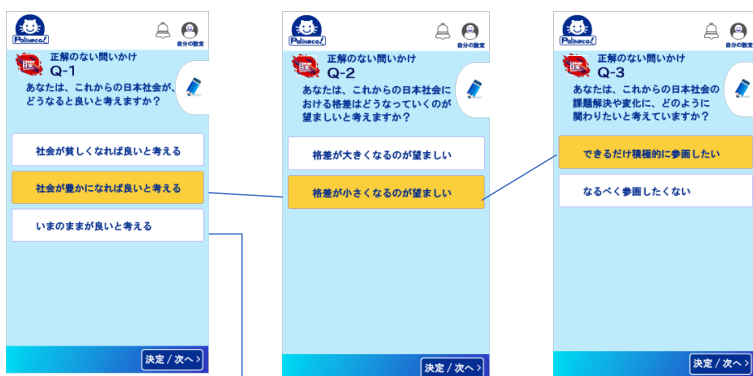 Poliveco!
自分の設定
正解のない問いかけ
Q-1
あなたは、これからの日本社会が、
どうなると良いと考えますか？
社会が貧しくなれば良いと考える
社会が豊かになれば良いと考える
いまのままが良いと考える
決定 / 次へ >
Poliveco!
自分の設定
正解のない問いかけ
Q-2
あなたは、これからの日本社会に
おける格差はどうなっていくのが
望ましいと考えますか？
格差が大きくなるのが望ましい
格差が小さくなるのが望ましい
決定 / 次へ >
Poliveco!
自分の設定
正解のない問いかけ
Q-3
あなたは、これからの日本社会の
課題解決や変化に、どのように
関わりたいと考えていますか？
できるだけ積極的に参画したい
なるべく参画したくない
決定 / 次へ >